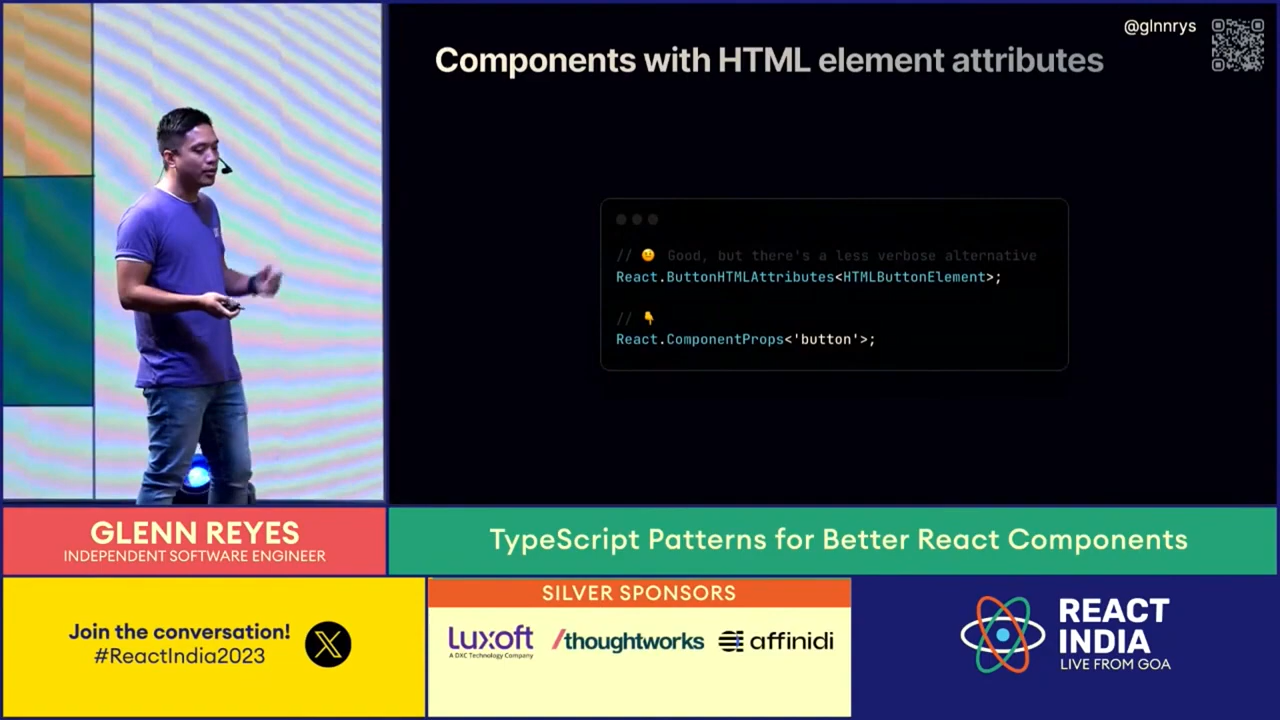 @glnnrys
Components with HTML element attributes
// 😐 Good, but there's a less verbose alternative
React.ButtonHTMLAttributes<HTMLButtonElement>;
// 👇
React.ComponentProps<'button'>;
GLENN REYES
INDEPENDENT SOFTWARE ENGINEER
TypeScript Patterns for Better React Components
Join the conversation!
#ReactIndia2023
SILVER SPONSORS
Luxoft
A DXC Technology Company
/thoughtworks
affinidi
REACT
INDIA
LIVE FROM GOA